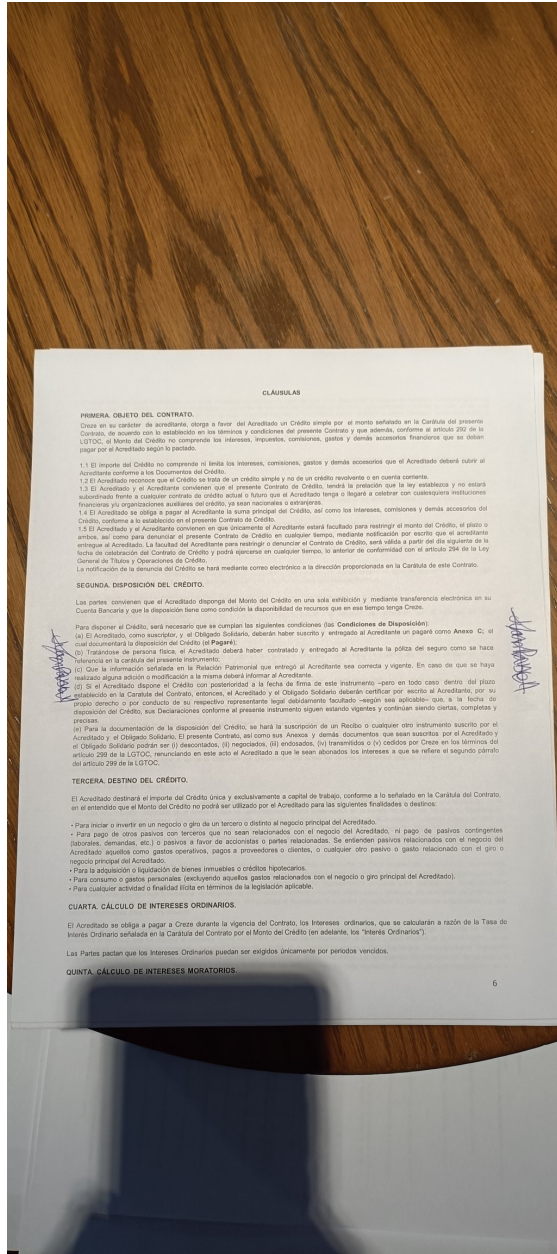 CLÁUSULAS
PRIMERA. OBJETO DEL CONTRATO.
Creze en su carácter de acreditante, otorga a favor del Acreditado un Crédito simple por el monto señalado en la Carátula del presente
Contrato, de acuerdo con lo establecido en los términos y condiciones del presente Contrato y que además, conforme al artículo 292 de la
LGTOC, el Monto del Crédito no comprende los intereses, impuestos, comisiones, gastos y demás accesorios financieros que se deban
pagar por el Acreditado según lo pactado.
1.1 El importe del Crédito no comprende ni limita los intereses, comisiones, gastos y demás accesorios que el Acreditado deberá cubrir al
Acreditante conforme a los Documentos del Crédito.
1.2 El Acreditado reconoce que el Crédito se trata de un crédito simple y no de un crédito revolvente o en cuenta corriente.
1.3 El Acreditado y el Acreditante convienen que el presente Contrato de Crédito, tendrá la prelación que la ley establezca y no estará
subordinado frente a cualquier contrato de crédito actual o futuro que el Acreditado tenga o llegará a celebrar con cualesquiera instituciones
financieras y/u organizaciones auxiliares del crédito, ya sean nacionales o extranjeras.
1.4 El Acreditado se obliga a pagar al Acreditante la suma principal del Crédito, así como los intereses, comisiones y demás accesorios del
Crédito, conforme a lo establecido en el presente Contrato de Crédito.
1.5 El Acreditado y el Acreditante convienen en que únicamente el Acreditante estará facultado para restringir el monto del Crédito, el plazo o
ambos, así como para denunciar el presente Contrato de Crédito en cualquier tiempo, mediante notificación por escrito que el acreditante
entregue al Acreditado. La facultad del Acreditante para restringir o denunciar el Contrato de Crédito, será válida a partir del día siguiente de la
fecha de celebración del Contrato de Crédito y podrá ejercerse en cualquier tiempo, lo anterior de conformidad con el artículo 294 de la Ley
General de Títulos y Operaciones de Crédito.
La notificación de la denuncia del Crédito se hará mediante correo electrónico a la dirección proporcionada en la Carátula de este Contrato.
SEGUNDA. DISPOSICIÓN DEL CRÉDITO.
Las partes convienen que el Acreditado disponga del Monto del Crédito en una sola exhibición y mediante transferencia electrónica en su
Cuenta Bancaria y que la disposición tiene como condición la disponibilidad de recursos que en ese tiempo tenga Creze.
Para disponer el Crédito, será necesario que se cumplan las siguientes condiciones (las Condiciones de Disposición):
(a) El Acreditado, como suscriptor, y el Obligado Solidario, deberán haber suscrito y entregado al Acreditante un pagaré como Anexo C, el
cual documentará la disposición del Crédito (el Pagaré);
(b) Tratándose de persona física, el Acreditado deberá haber contratado y entregado al Acreditante la póliza del seguro como se hace
referencia en la carátula del presente instrumento;
(c) Que la información señalada en la Relación Patrimonial que entregó al Acreditante sea correcta y vigente. En caso de que se haya
realizado alguna adición o modificación a la misma deberá informar al Acreditante.
(d) Si el Acreditado dispone el Crédito con posterioridad a la fecha de firma de este instrumento –pero en todo caso dentro del plazo
establecido en la Caratula del Contrato, entonces, el Acreditado y el Obligado Solidario deberán certificar por escrito al Acreditante, por su
propio derecho o por conducto de su respectivo representante legal debidamente facultado –según sea aplicable– que, a la fecha de
disposición del Crédito, sus Declaraciones conforme al presente instrumento siguen estando vigentes y continúan siendo ciertas, completas y
precisas.
(e) Para la documentación de la disposición del Crédito, se hará la suscripción de un Recibo o cualquier otro instrumento suscrito por el
Acreditado y el Obligado Solidario. El presente Contrato, así como sus Anexos y demás documentos que sean suscritos por el Acreditado y
el Obligado Solidario podrán ser (i) descontados, (ii) negociados, (iii) endosados, (iv) transmitidos o (v) cedidos por Creze en los términos del
artículo 299 de la LGTOC, renunciando en este acto el Acreditado a que le sean abonados los intereses a que se refiere el segundo párrafo
del artículo 299 de la LGTOC.
TERCERA. DESTINO DEL CRÉDITO.
El Acreditado destinará el importe del Crédito única y exclusivamente a capital de trabajo, conforme a lo señalado en la Carátula del Contrato,
en el entendido que el Monto del Crédito no podrá ser utilizado por el Acreditado para las siguientes finalidades o destinos:
• Para iniciar o invertir en un negocio o giro de un tercero o distinto al negocio principal del Acreditado.
• Para pago de otros pasivos con terceros que no sean relacionados con el negocio del Acreditado, ni pago de pasivos contingentes
(laborales, demandas, etc.) o pasivos a favor de accionistas o partes relacionadas. Se entienden pasivos relacionados con el negocio del
Acreditado aquellos como gastos operativos, pagos a proveedores o clientes, o cualquier otro pasivo o gasto relacionado con el giro o
negocio principal del Acreditado.
• Para la adquisición o liquidación de bienes inmuebles o créditos hipotecarios.
• Para consumo o gastos personales (excluyendo aquellos gastos relacionados con el negocio o giro principal del Acreditado).
• Para cualquier actividad o finalidad ilícita en términos de la legislación aplicable.
CUARTA. CÁLCULO DE INTERESES ORDINARIOS.
El Acreditado se obliga a pagar a Creze durante la vigencia del Contrato, los Intereses ordinarios, que se calcularán a razón de la Tasa de
Interés Ordinario señalada en la Carátula del Contrato por el Monto del Crédito (en adelante, los "Interés Ordinarios").
Las Partes pactan que los Intereses Ordinarios puedan ser exigidos únicamente por periodos vencidos.
QUINTA. CÁLCULO DE INTERESES MORATORIOS.
6